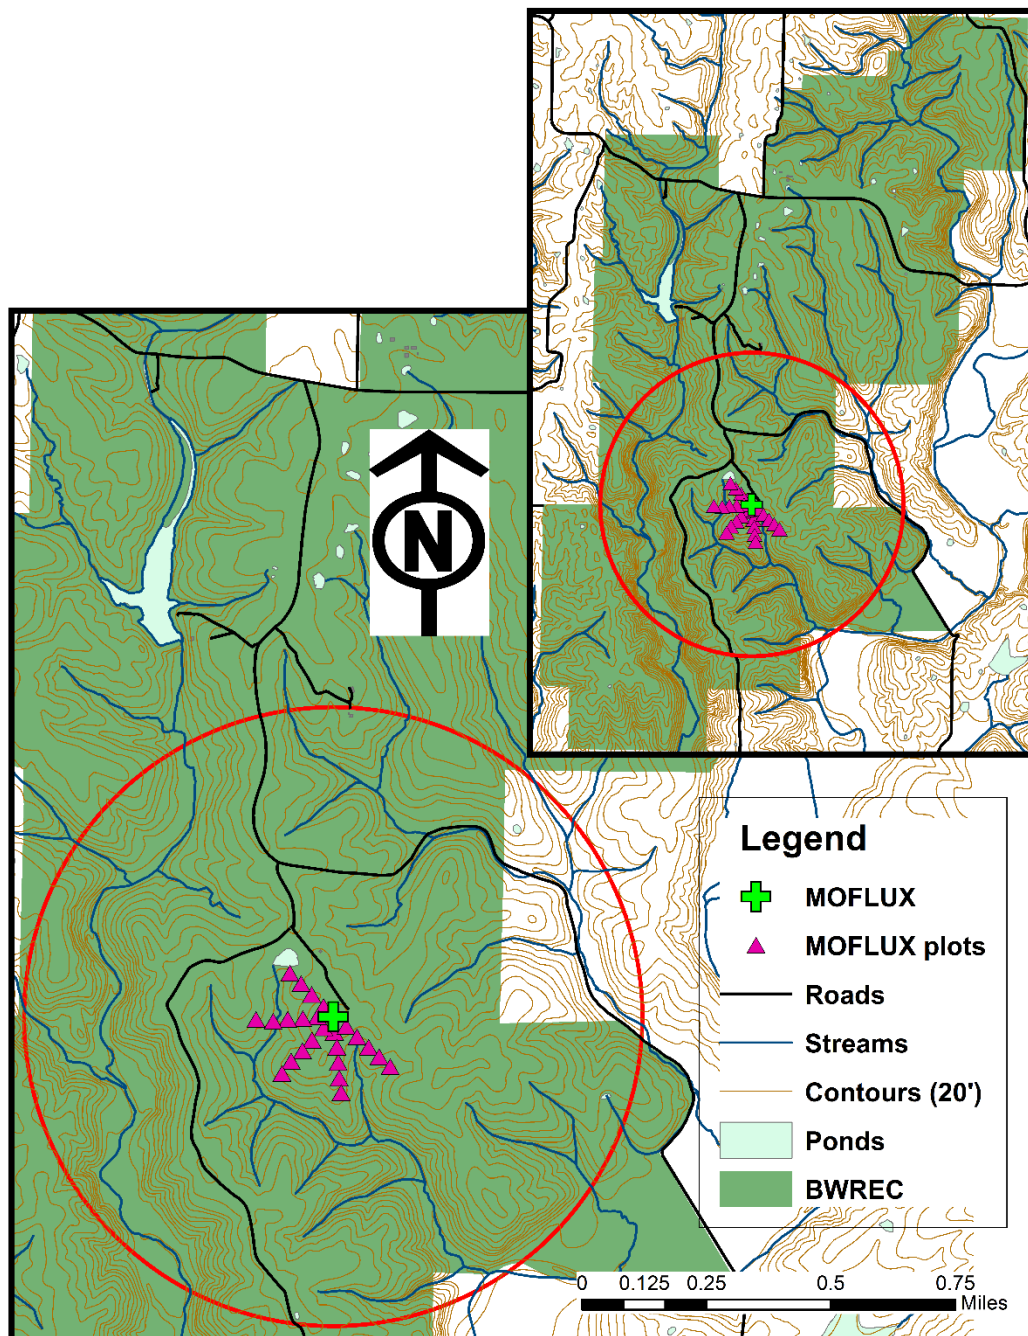 N
Legend
MOFLUX
MOFLUX plots
Roads
Streams
Contours (20')
Ponds
BWREC
0 0.125 0.25 0.5 0.75
Miles